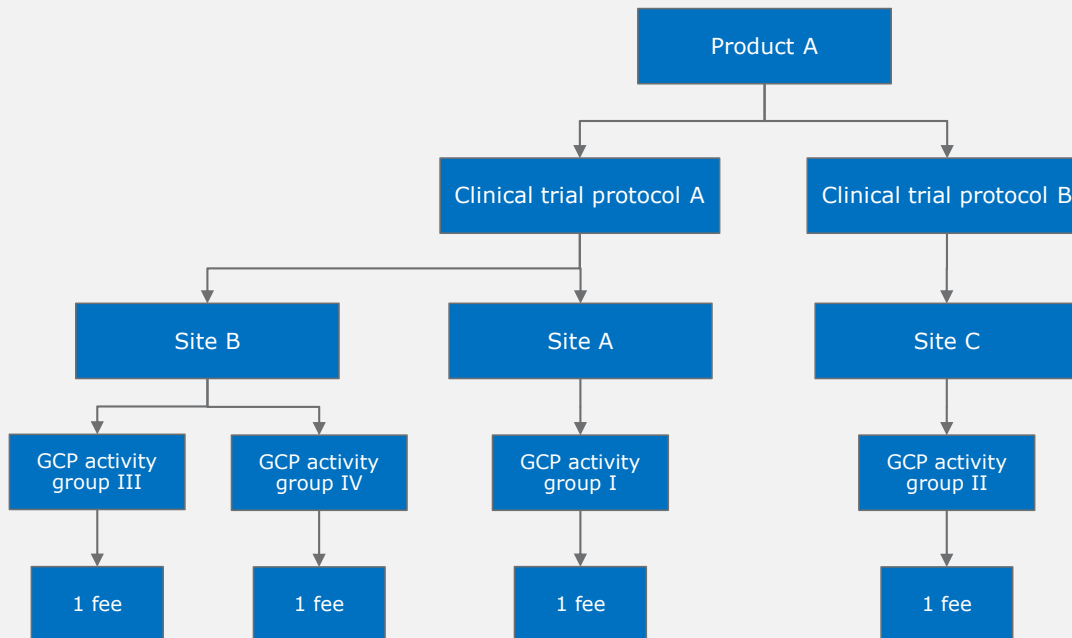 Product A
Clinical trial protocol A
Clinical trial protocol B
Site B
Site A
Site C
GCP activity
group III
GCP activity
group IV
GCP activity
group I
GCP activity
group II
1 fee
1 fee
1 fee
1 fee